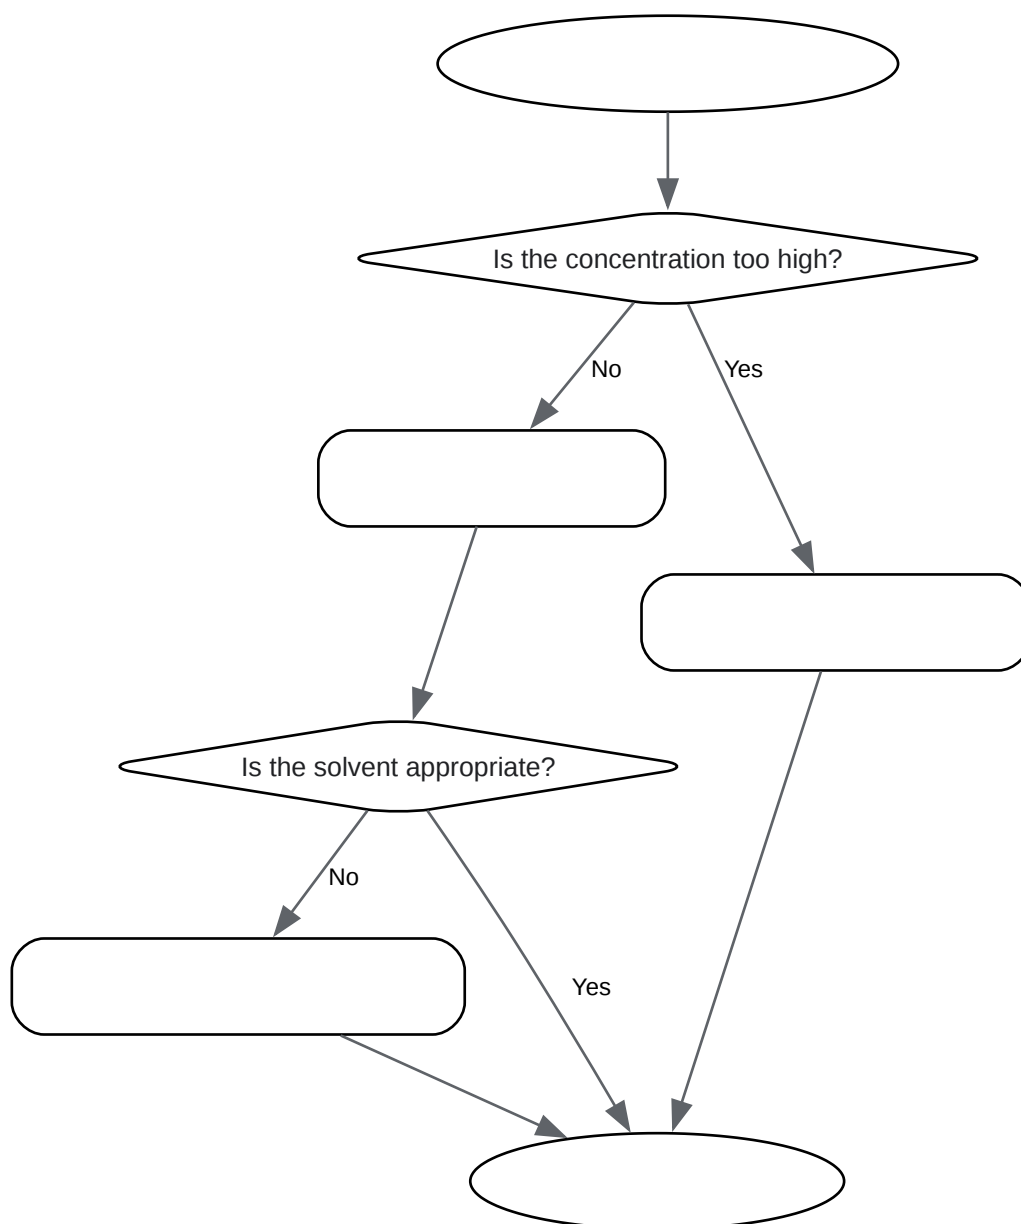 Is the concentration too high?
No
Yes
Is the solvent appropriate?
No
Yes